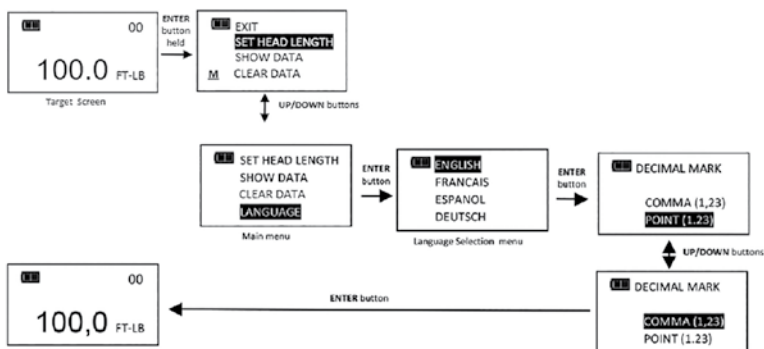 00
100.0 FT-LB
Target Screen
ENTER
button
held
EXIT
SET HEAD LENGTH
SHOW DATA
M CLEAR DATA
UP/DOWN buttons
SET HEAD LENGTH
SHOW DATA
CLEAR DATA
LANGUAGE
Main menu
ENTER
button
ENGLISH
FRANCAIS
ESPANOL
DEUTSCH
Language Selection menu
ENTER
button
DECIMAL MARK
COMMA (1,23)
POINT (1.23)
UP/DOWN buttons
DECIMAL MARK
COMMA (1,23)
POINT (1.23)
ENTER button
00
100,0 FT-LB